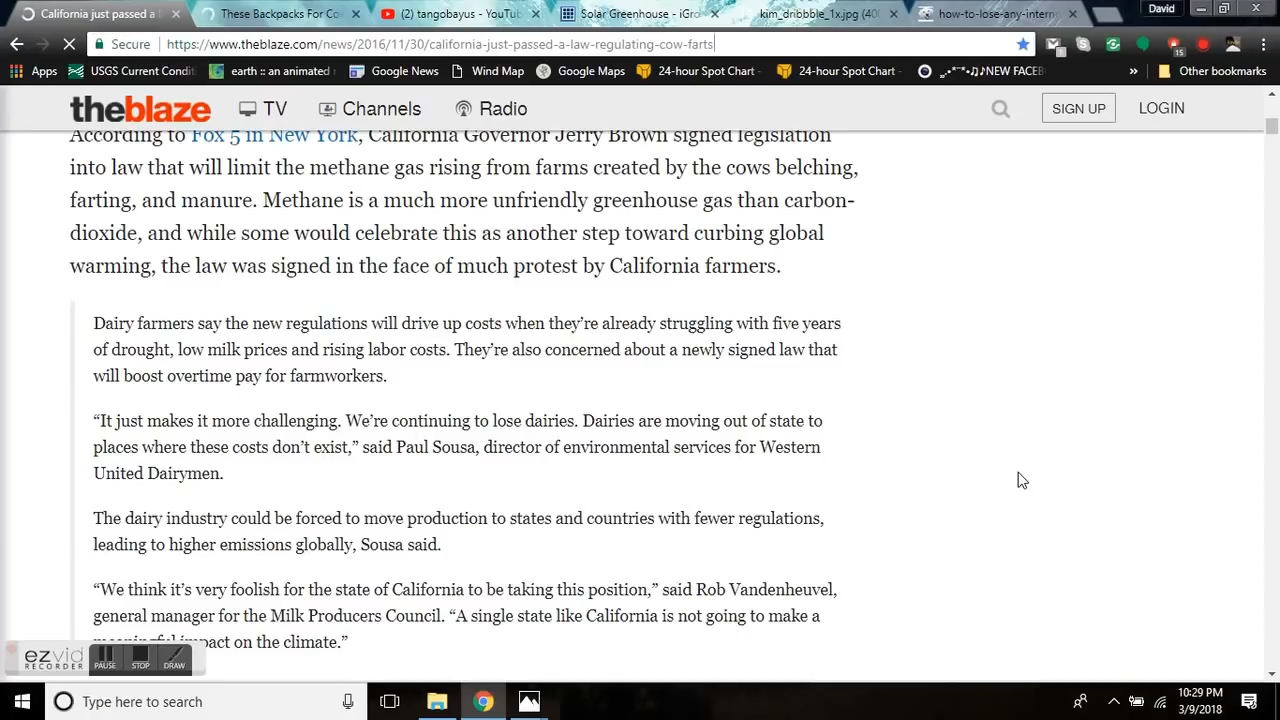 California just passed a l
These Backpacks For Co
(2) tangobayus - YouTub
Solar Greenhouse - iGro
kim_dribbble_1x.jpg (40
how-to-lose-any-intern
David
Secure
https://www.theblaze.com/news/2016/11/30/california-just-passed-a-law-regulating-cow-farts
15
Apps
USGS Current Condit
earth :: an animated m
Google News
Wind Map
Google Maps
24-hour Spot Chart -
24-hour Spot Chart -
NEW FACEB
»
Other bookmarks
theblaze
TV
Channels
Radio
SIGN UP
LOGIN
According to Fox 5 in New York, California Governor Jerry Brown signed legislation
into law that will limit the methane gas rising from farms created by the cows belching,
farting, and manure. Methane is a much more unfriendly greenhouse gas than carbon-
dioxide, and while some would celebrate this as another step toward curbing global
warming, the law was signed in the face of much protest by California farmers.
Dairy farmers say the new regulations will drive up costs when they’re already struggling with five years
of drought, low milk prices and rising labor costs. They’re also concerned about a newly signed law that
will boost overtime pay for farmworkers.
“It just makes it more challenging. We’re continuing to lose dairies. Dairies are moving out of state to
places where these costs don’t exist,” said Paul Sousa, director of environmental services for Western
United Dairymen.
The dairy industry could be forced to move production to states and countries with fewer regulations,
leading to higher emissions globally, Sousa said.
“We think it’s very foolish for the state of California to be taking this position,” said Rob Vandenheuvel,
general manager for the Milk Producers Council. “A single state like California is not going to make a
meaningful impact on the climate.”
ezvid
RECORDER
PAUSE
STOP
DRAW
Type here to search
10:29 PM
3/9/2018